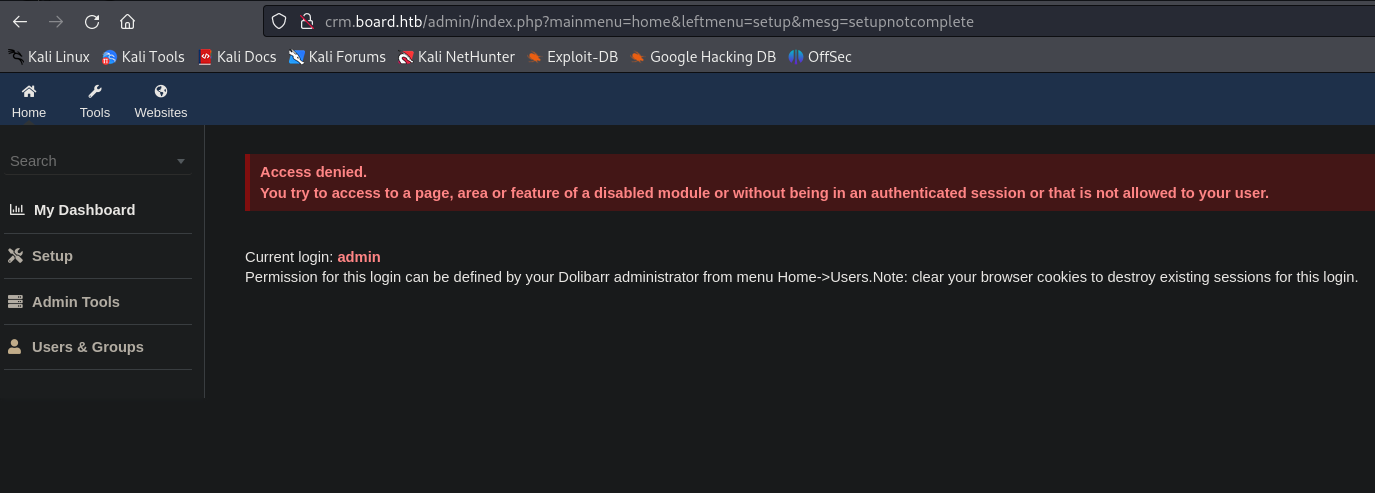 crm.board.htb/admin/index.php?mainmenu=home&leftmenu=setup&mesg=setupnotcomplete
Kali Linux Kali Tools Kali Docs Kali Forums Kali NetHunter Exploit-DB Google Hacking DB OffSec
Home Tools Websites
Search
My Dashboard
Setup
Admin Tools
Users & Groups
Access denied.
You try to access to a page, area or feature of a disabled module or without being in an authenticated session or that is not allowed to your user.
Current login: admin
Permission for this login can be defined by your Dolibarr administrator from menu Home->Users.Note: clear your browser cookies to destroy existing sessions for this login.